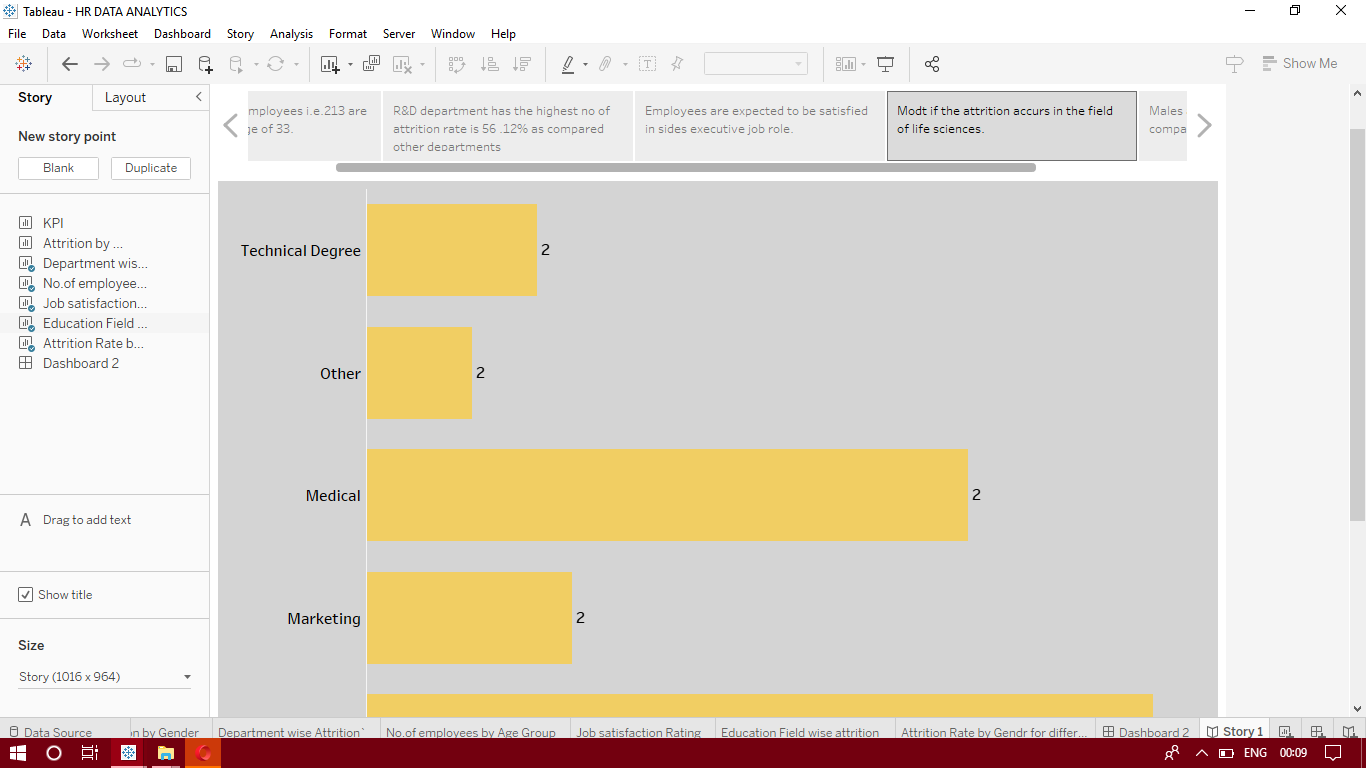 Tableau - HR DATA ANALYTICS
File Data Worksheet Dashboard Story Analysis Format Server Window Help
Show Me
Story Layout
New story point
Blank Duplicate
KPI
Attrition by ...
Department wis...
No.of employee...
Job satisfaction...
Education Field ...
Attrition Rate b...
Dashboard 2
A Drag to add text
Show title
Size
Story (1016 x 964)
mployees i.e.213 are
ge of 33.
R&D department has the highest no of
attrition rate is 56 .12% as compared
other departments
Employees are expected to be satisfied
in sides executive job role.
Modt if the attrition accurs in the field
of life sciences.
Males
compa
Technical Degree 2
Other 2
Medical 2
Marketing 2
Data Source n by Gender Department wise Attrition No.of employees by Age Group Job satisfaction Rating Education Field wise attrition Attrition Rate by Gendr for differ... Dashboard 2 Story 1
ENG 00:09